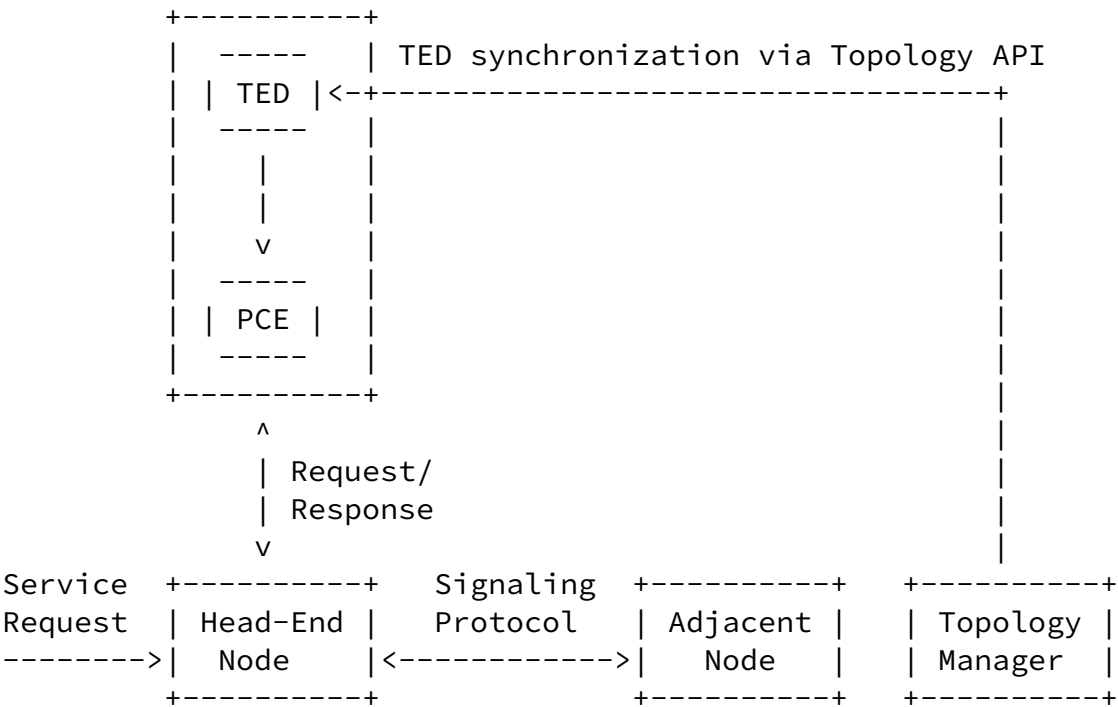 TED synchronization via Topology API
TED
PCE
Request/
Response
Service
Request
Head-End
Node
Signaling
Protocol
Adjacent
Node
Topology
Manager